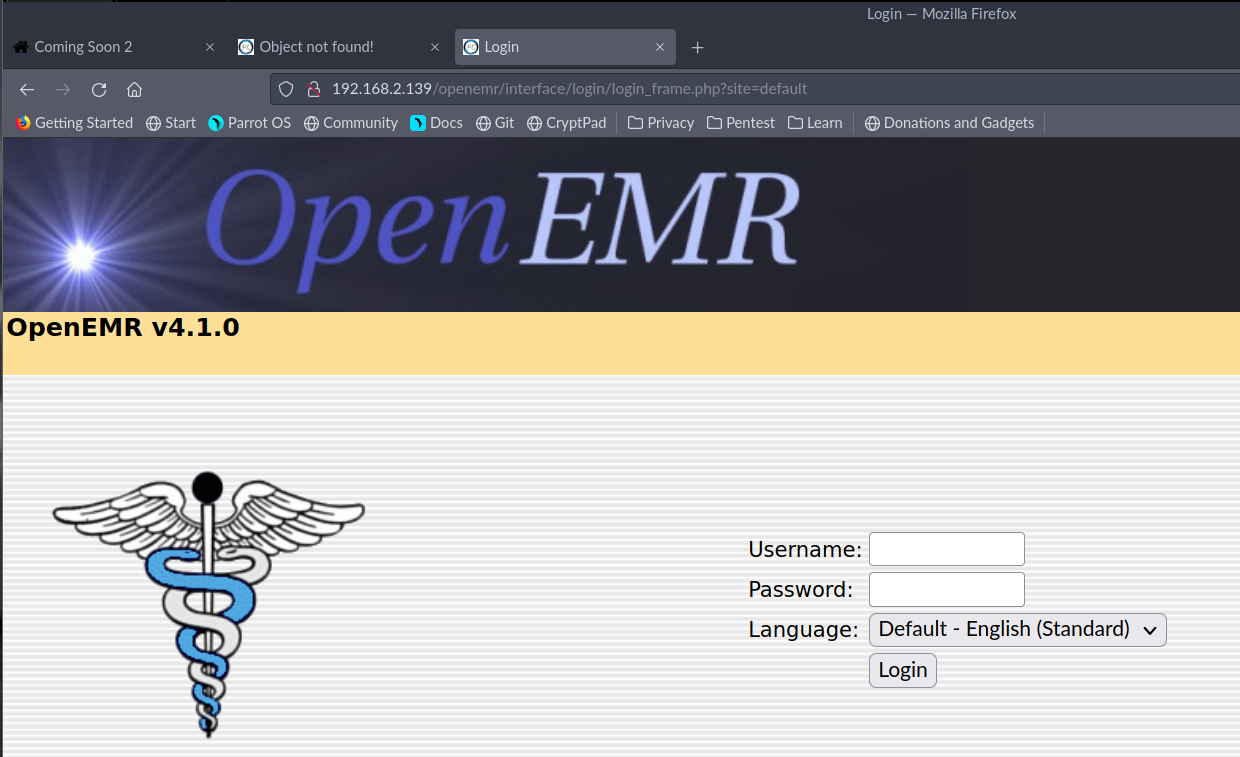 Login — Mozilla Firefox
Coming Soon 2
Object not found!
Login
192.168.2.139/openemr/interface/login/login_frame.php?site=default
Getting Started Start Parrot OS Community Docs Git CryptPad Privacy Pentest Learn Donations and Gadgets
OpenEMR
OpenEMR v4.1.0
Username:
Password:
Language: Default - English (Standard)
Login